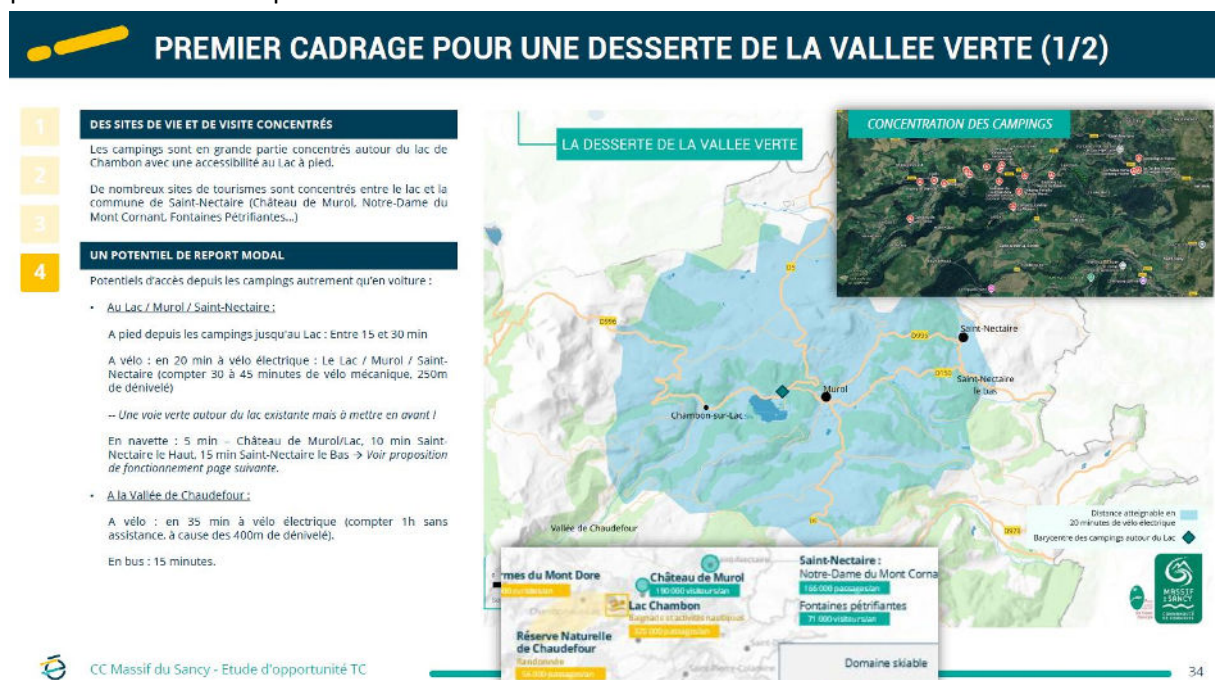 PREMIER CADRAGE POUR UNE DESSERTE DE LA VALLEE VERTE (1/2)
1
2
3
4
DES SITES DE VIE ET DE VISITE CONCENTRÉS
Les campings sont en grande partie concentrés autour du lac de
Chambon avec une accessibilité au Lac à pied.
De nombreux sites de tourismes sont concentrés entre le lac et la
commune de Saint-Nectaire (Château de Murol, Notre-Dame du
Mont Cornant, Fontaines Pétrifiantes...)
UN POTENTIEL DE REPORT MODAL
Potentiels d'accès depuis les campings autrement qu'en voiture :
• Au Lac / Murol / Saint-Nectaire :
A pied depuis les campings jusqu'au Lac : Entre 15 et 30 min
A vélo : en 20 min à vélo électrique : Le Lac / Murol / Saint-
Nectaire (compter 30 à 45 minutes de vélo mécanique, 250m
de dénivelé)
-- Une voie verte autour du lac existante mais à mettre en avant !
En navette : 5 min – Château de Murol/Lac, 10 min Saint-
Nectaire le Haut, 15 min Saint-Nectaire le Bas → Voir proposition
de fonctionnement page suivante.
• A la Vallée de Chaudefour :
A vélo : en 35 min à vélo électrique (compter 1h sans
assistance, à cause des 400m de dénivelé).
En bus : 15 minutes.
LA DESSERTE DE LA VALLEE VERTE
CONCENTRATION DES CAMPINGS
D996
Saint-Nectaire
D150
Saint-Nectaire
le bas
Murol
Chambon-sur-Lac
Vallée de Chaudefour
D978
Distance atteignable en
20 minutes de vélo électrique
Barycentre des campings autour du Lac
MASSIF
SANCY
rmes du Mont Dore
Château de Murol
190 000 visiteurs/an
Lac Chambon
Baignade et activités nautiques
Réserve Naturelle
de Chaudefour
Randonnée
Saint-Nectaire :
Notre-Dame du Mont Corna
Fontaines pétrifiantes
71 000 visiteurs/an
Domaine skiable
CC Massif du Sancy - Etude d'opportunité TC
34